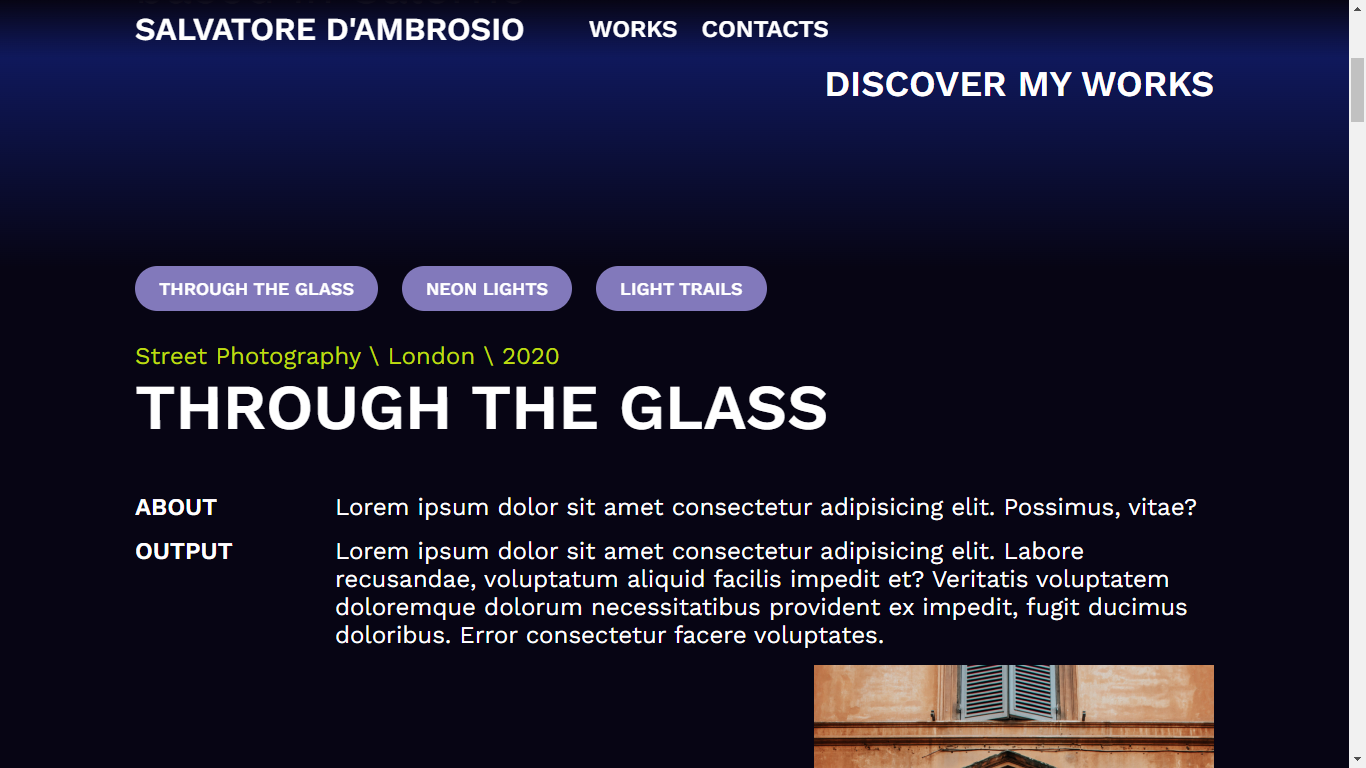 SALVATORE D'AMBROSIO WORKS CONTACTS
DISCOVER MY WORKS
THROUGH THE GLASS NEON LIGHTS LIGHT TRAILS
Street Photography \ London \ 2020
THROUGH THE GLASS
ABOUT Lorem ipsum dolor sit amet consectetur adipisicing elit. Possimus, vitae?
OUTPUT Lorem ipsum dolor sit amet consectetur adipisicing elit. Labore
recusandae, voluptatum aliquid facilis impedit et? Veritatis voluptatem
doloremque dolorum necessitatibus provident ex impedit, fugit ducimus
doloribus. Error consectetur facere voluptates.